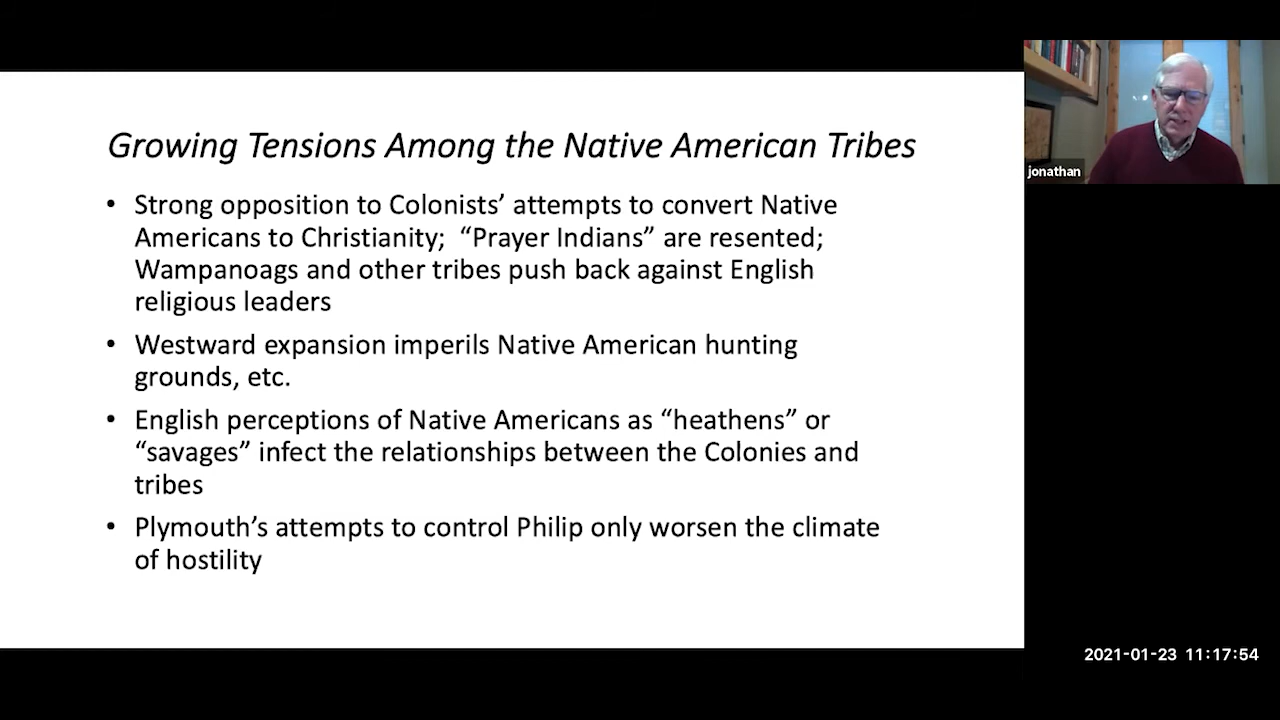 Growing Tensions Among the Native American Tribes
• Strong opposition to Colonists’ attempts to convert Native
Americans to Christianity;  “Prayer Indians” are resented;
Wampanoags and other tribes push back against English
religious leaders
• Westward expansion imperils Native American hunting
grounds, etc.
• English perceptions of Native Americans as “heathens” or
“savages” infect the relationships between the Colonies and
tribes
• Plymouth’s attempts to control Philip only worsen the climate
of hostility
jonathan
2021-01-23 11:17:54